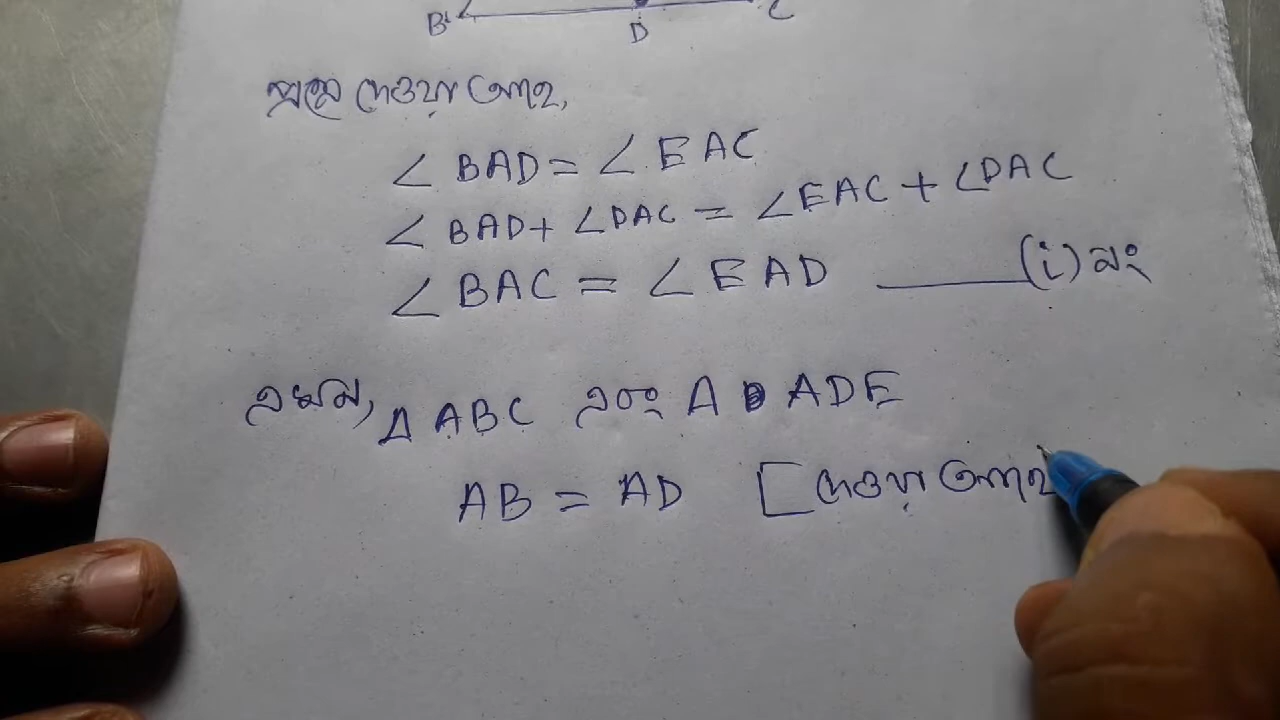 B D C
প্রশ্নে দেওয়া আছে,
∠ BAD = ∠ EAC
∠ BAD + ∠DAC = ∠EAC + ∠DAC
∠ BAC = ∠ EAD ____(i) নং
এখন, Δ ABC এবং Δ ADE
AB = AD [দেওয়া আছে